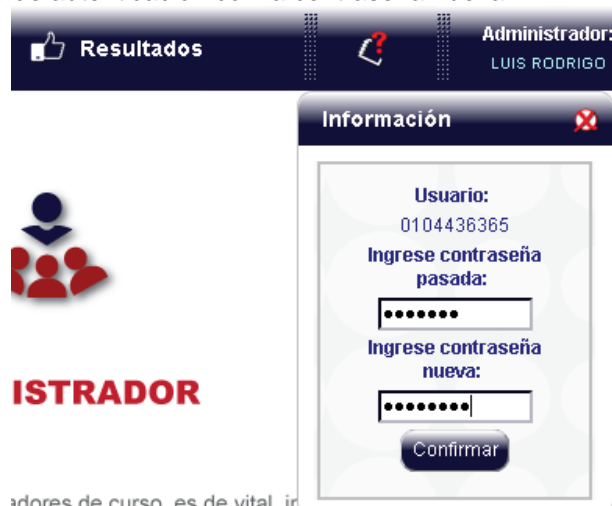 Resultados
Administrador:
LUIS RODRIGO
Información
Usuario:
0104436365
Ingrese contraseña
pasada:
•••••••
Ingrese contraseña
nueva:
••••••••
Confirmar
ISTRADOR
adores de curso, es de vital